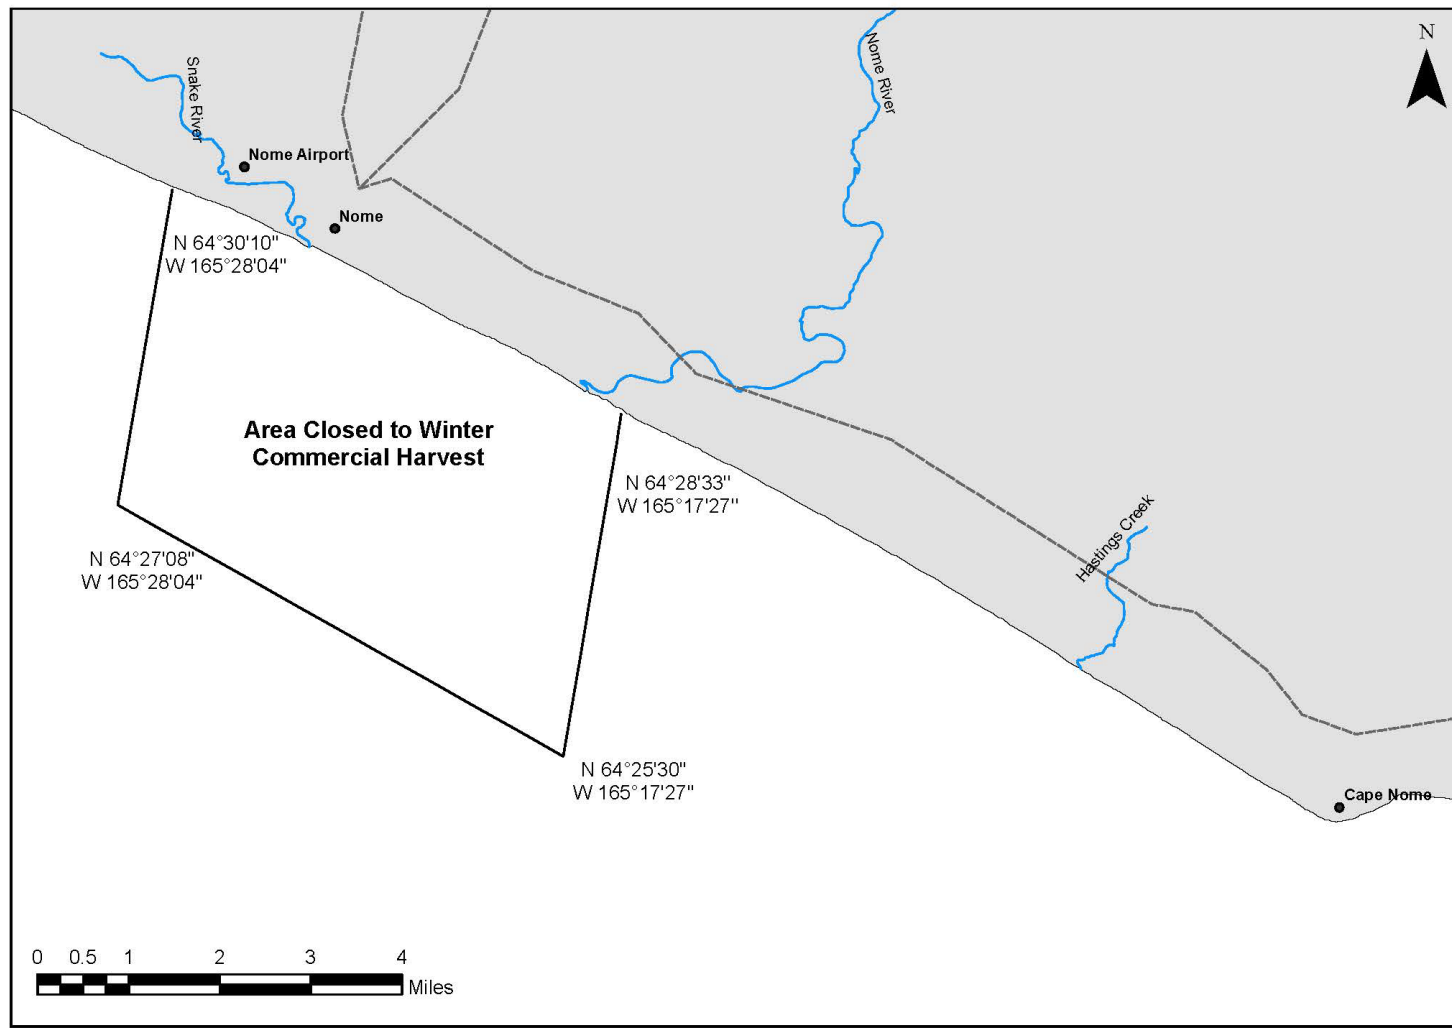 N
Snake River
Nome River
Nome Airport
Nome
N 64°30'10"
W 165°28'04"
Area Closed to Winter
Commercial Harvest
N 64°28'33"
W 165°17'27"
Hastings Creek
N 64°27'08"
W 165°28'04"
N 64°25'30"
W 165°17'27"
Cape Nome
0 0.5 1 2 3 4
Miles